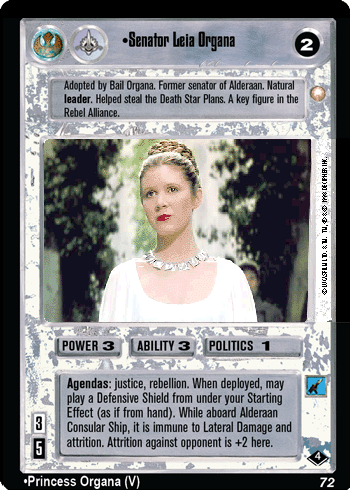 •Senator Leia Organa
2
Adopted by Bail Organa. Former senator of Alderaan. Natural
leader. Helped steal the Death Star Plans. A key figure in the
Rebel Alliance.
POWER 3 ABILITY 3 POLITICS 1
Agendas: justice, rebellion. When deployed, may
play a Defensive Shield from under your Starting
Effect (as if from hand). While aboard Alderaan
Consular Ship, it is immune to Lateral Damage and
attrition. Attrition against opponent is +2 here.
3
5
4
•Princess Organa (V) 72